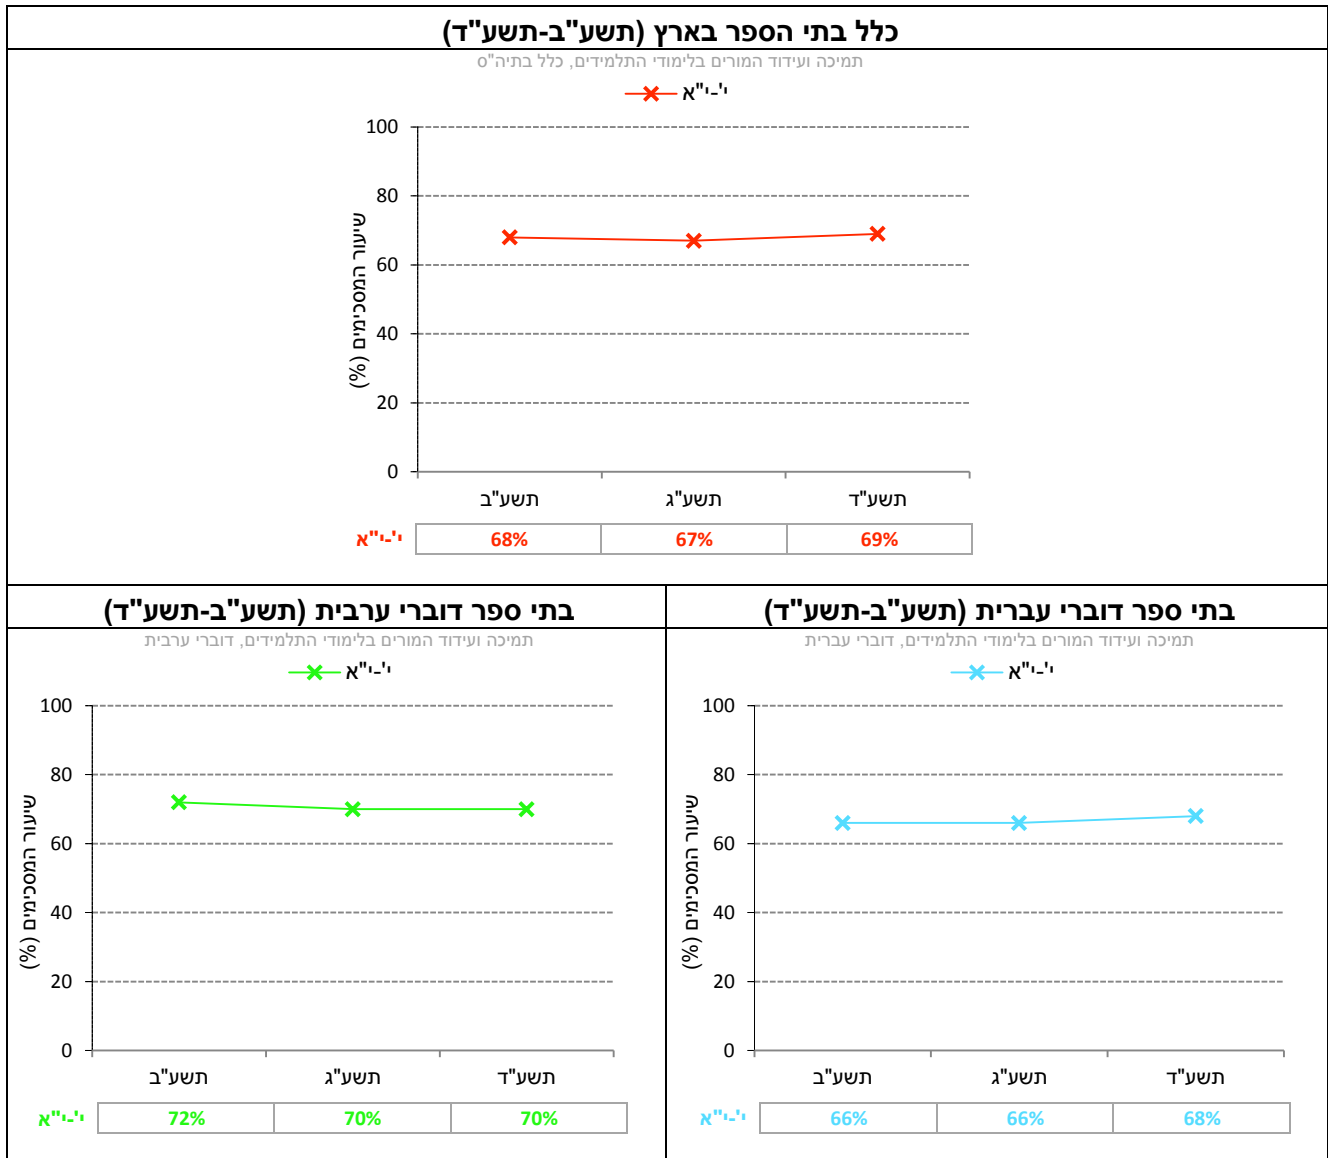 כלל בתי הספר בארץ (תשע"ב-תשע"ד)
תמיכה ועידוד המורים בלימודי התלמידים, כלל בתיה"ס
י'-י"א
שיעור המסכימים (%)
100
80
60
40
20
0
תשע"ב תשע"ג תשע"ד
י'-י"א 68% 67% 69%
בתי ספר דוברי עברית (תשע"ב-תשע"ד)
תמיכה ועידוד המורים בלימודי התלמידים, דוברי עברית
י'-י"א
שיעור המסכימים (%)
100
80
60
40
20
0
תשע"ב תשע"ג תשע"ד
י'-י"א 66% 66% 68%
בתי ספר דוברי ערבית (תשע"ב-תשע"ד)
תמיכה ועידוד המורים בלימודי התלמידים, דוברי ערבית
י'-י"א
שיעור המסכימים (%)
100
80
60
40
20
0
תשע"ב תשע"ג תשע"ד
י'-י"א 72% 70% 70%